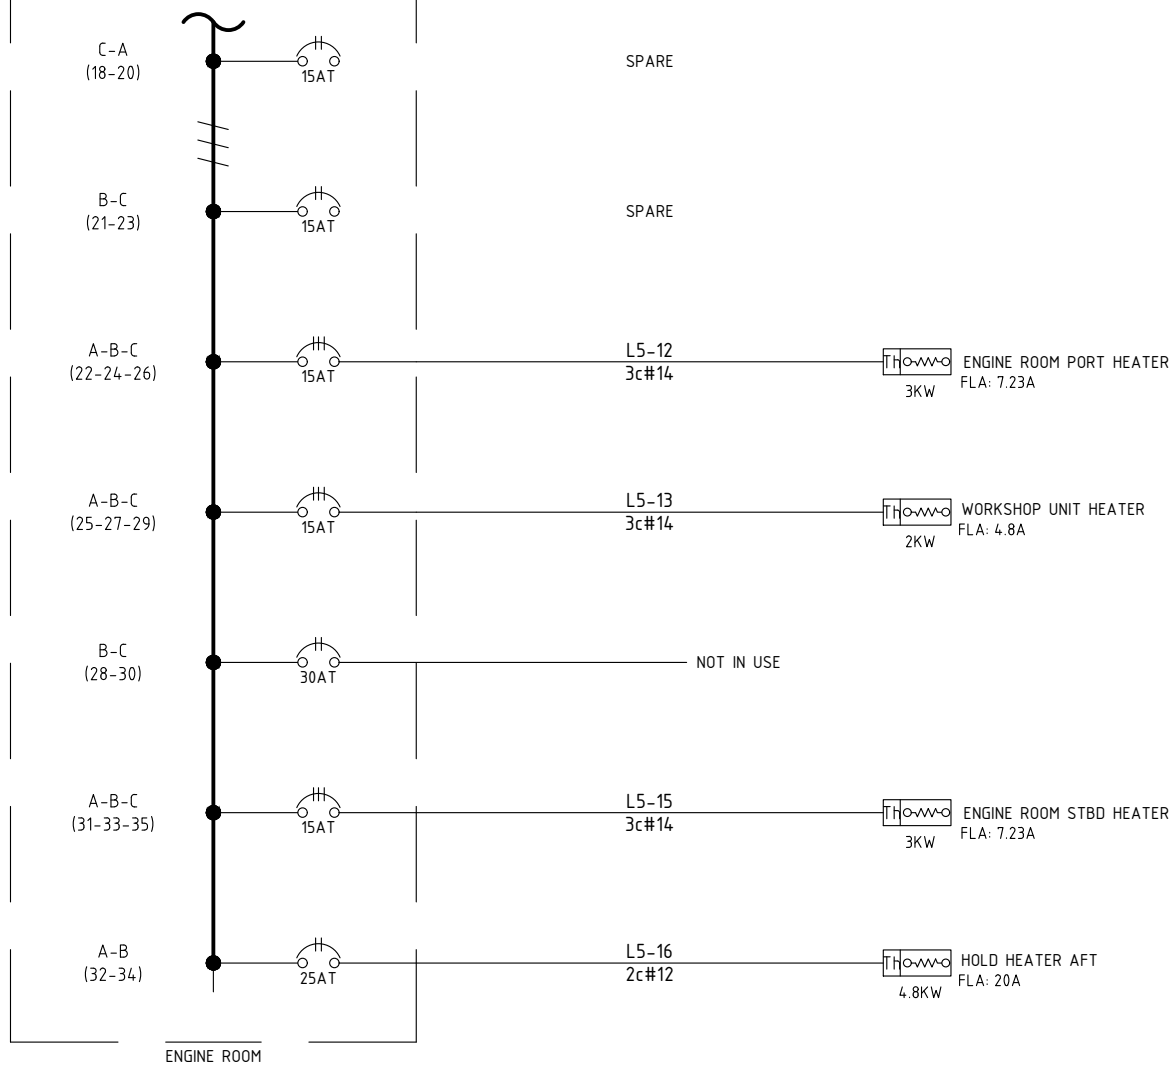 C-A
(18-20)
15AT
SPARE
B-C
(21-23)
15AT
SPARE
A-B-C
(22-24-26)
15AT
L5-12
3c#14
Th
3KW
ENGINE ROOM PORT HEATER
FLA: 7.23A
A-B-C
(25-27-29)
15AT
L5-13
3c#14
Th
2KW
WORKSHOP UNIT HEATER
FLA: 4.8A
B-C
(28-30)
30AT
NOT IN USE
A-B-C
(31-33-35)
15AT
L5-15
3c#14
Th
3KW
ENGINE ROOM STBD HEATER
FLA: 7.23A
A-B
(32-34)
25AT
L5-16
2c#12
Th
4.8KW
HOLD HEATER AFT
FLA: 20A
ENGINE ROOM